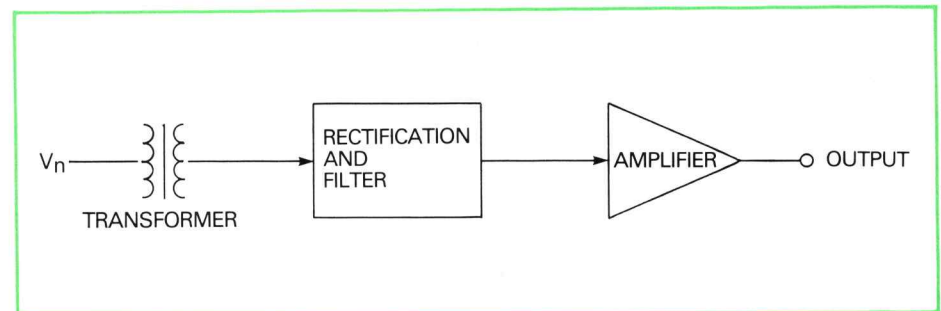 Vn
TRANSFORMER
RECTIFICATION
AND
FILTER
AMPLIFIER
OUTPUT